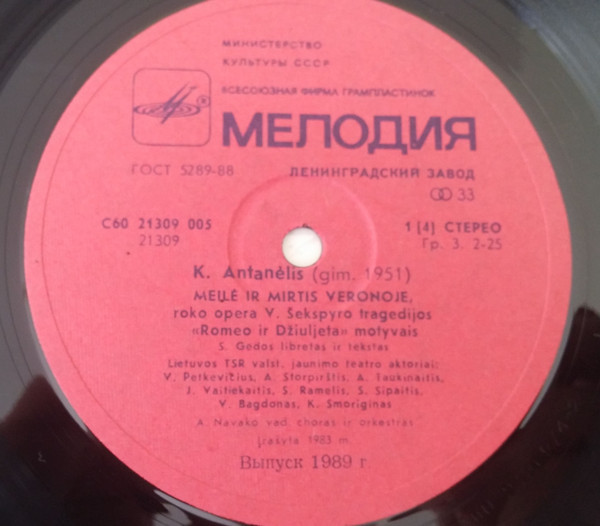 МИНИСТЕРСТВО
КУЛЬТУРЫ СССР
ВСЕСОЮЗНАЯ ФИРМА ГРАМПЛАСТИНОК
МЕЛОДИЯ
ГОСТ 5289-88 ЛЕНИНГРАДСКИЙ ЗАВОД
33
С60 21309 005 1 (4) СТЕРЕО
21309 Гр. 3. 2-25
K. Antanėlis (gim. 1951)
MEILĖ IR MIRTIS VERONOJE,
roko opera V. Šekspyro tragedijos
«Romeo ir Džiuljeta» motyvais
S. Gedos libretas ir tekstas
Lietuvos TSR valst. jaunimo teatro aktoriai:
V. Petkevičius, A. Storpirštis, A. Šaukinaitis,
J. Vaitiekaitis, S. Ramelis, S. Sipaitis,
V. Bagdonas, K. Smoriginas
A. Navako vad. choras ir orkestras
Įrašyta 1983 m.
Выпуск 1989 г.